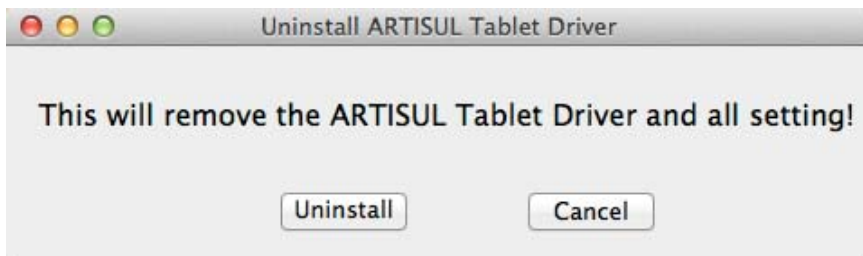 Uninstall ARTISUL Tablet Driver
This will remove the ARTISUL Tablet Driver and all setting!
Uninstall Cancel